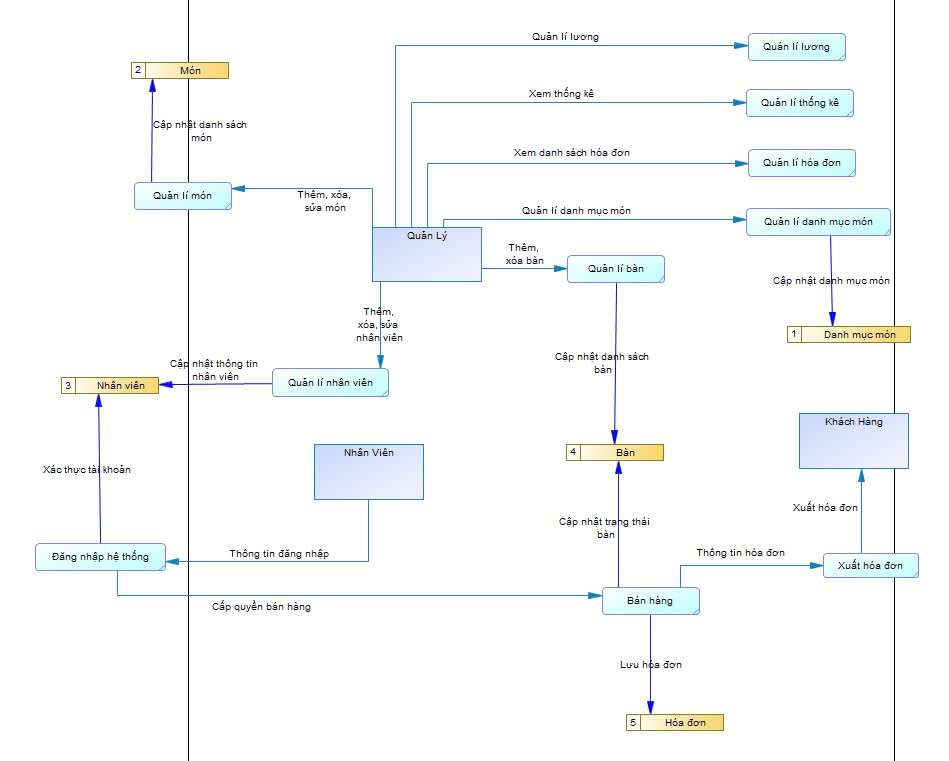 Quản lí lương
Quản lí lương
2 Món
Xem thống kê
Quản lí thống kê
Cập nhật danh sách
món
Xem danh sách hóa đơn
Quản lí hóa đơn
Quản lí món
Thêm, xóa,
sửa món
Quản lí danh mục món
Quản lí danh mục món
Quản Lý
Thêm,
xóa bàn
Quản lí bàn
Cập nhật danh mục món
Thêm,
xóa, sửa
nhân viên
1 Danh mục món
Cập nhật thông tin
nhân viên
Cập nhật danh sách
bàn
3 Nhân viên
Quản lí nhân viên
Khách Hàng
Nhân Viên
4 Bàn
Xác thực tài khoản
Xuất hóa đơn
Cập nhật trạng thái
bàn
Đăng nhập hệ thống
Thông tin đăng nhập
Thông tin hóa đơn
Xuất hóa đơn
Cấp quyền bán hàng
Bán hàng
Lưu hóa đơn
5 Hóa đơn